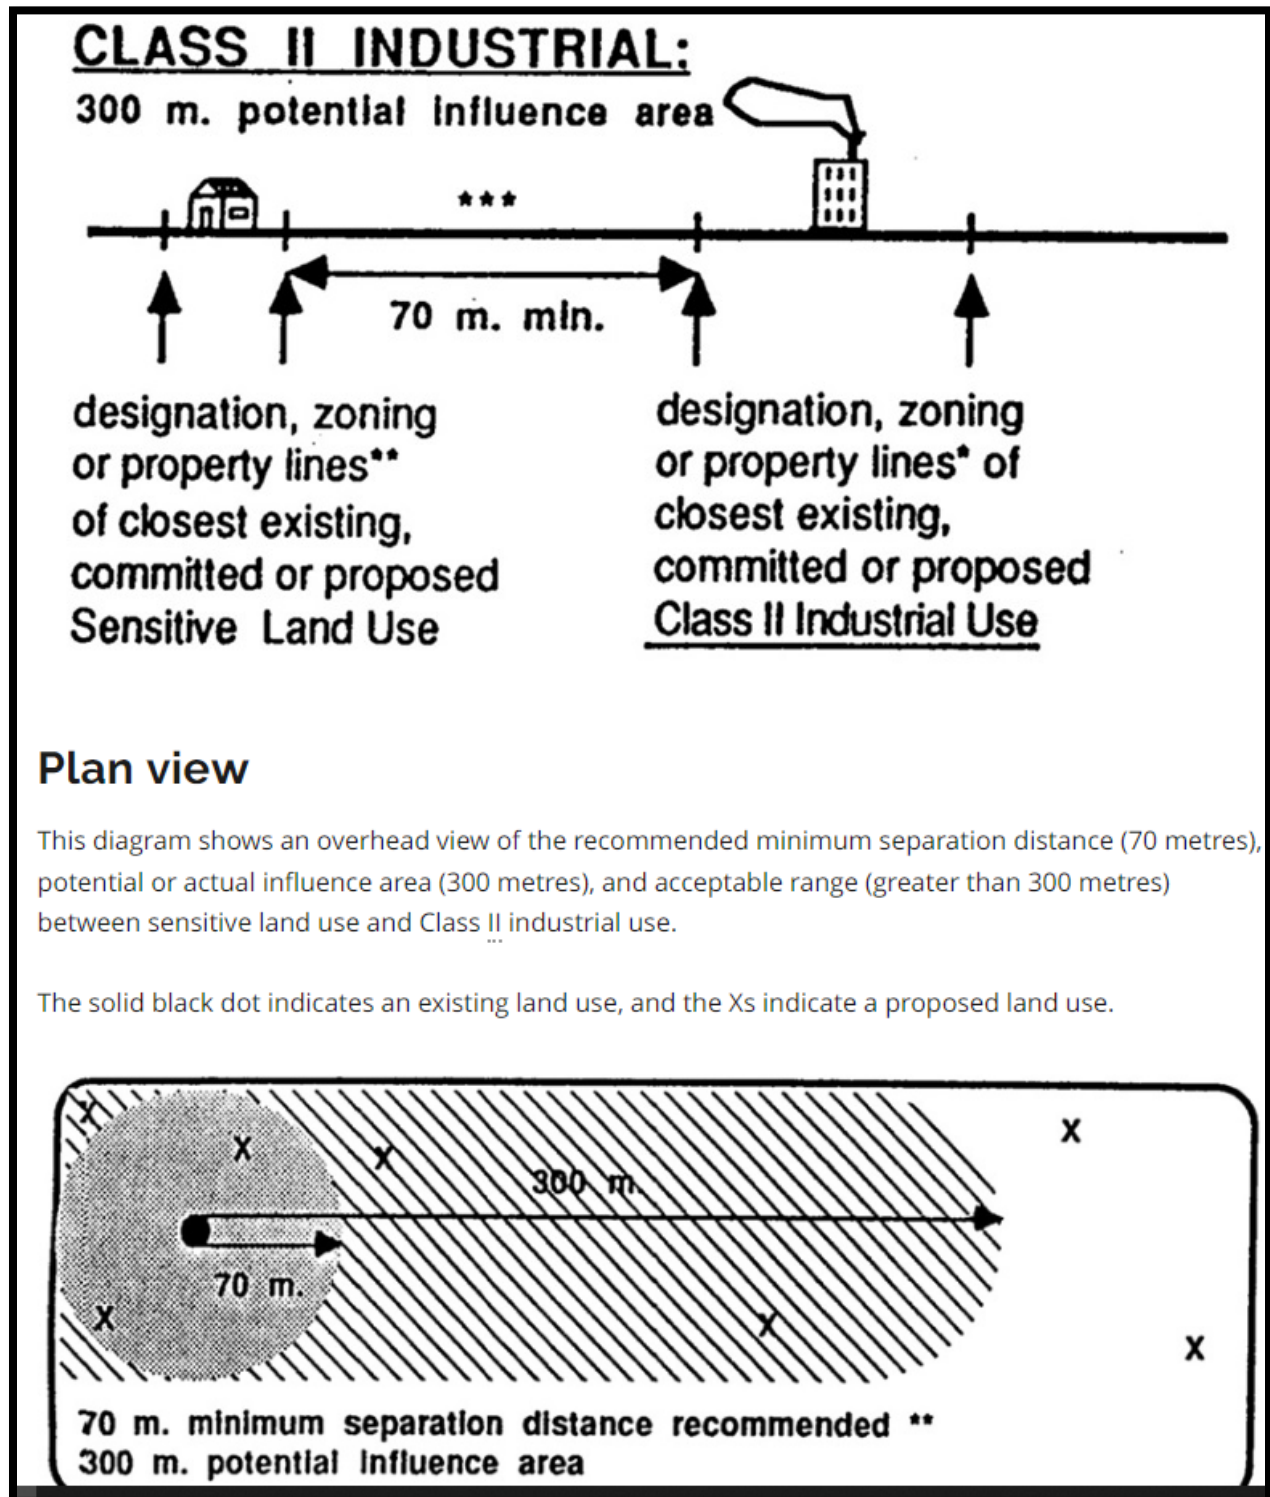 CLASS II INDUSTRIAL:
300 m. potential influence area
***
70 m. min.
designation, zoning
or property lines**
of closest existing,
committed or proposed
Sensitive Land Use
designation, zoning
or property lines* of
closest existing,
committed or proposed
Class II Industrial Use
Plan view
This diagram shows an overhead view of the recommended minimum separation distance (70 metres),
potential or actual influence area (300 metres), and acceptable range (greater than 300 metres)
between sensitive land use and Class II industrial use.
The solid black dot indicates an existing land use, and the Xs indicate a proposed land use.
X
X
X
X
300 m.
70 m.
X
X
X
70 m. minimum separation distance recommended **
300 m. potential influence area